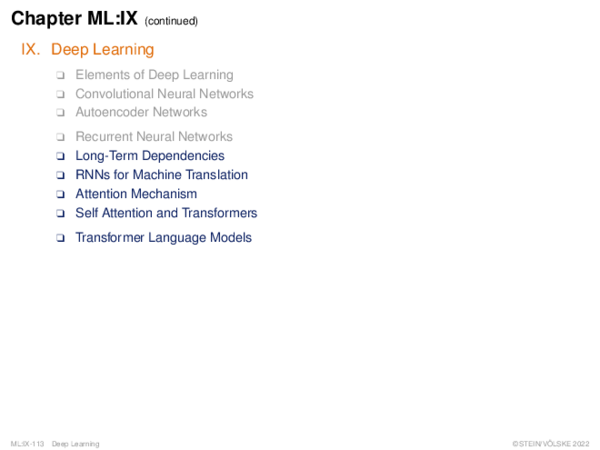 Chapter ML:IX (continued)
IX. Deep Learning
❑ Elements of Deep Learning
❑ Convolutional Neural Networks
❑ Autoencoder Networks
❑ Recurrent Neural Networks
❑ Long-Term Dependencies
❑ RNNs for Machine Translation
❑ Attention Mechanism
❑ Self Attention and Transformers
❑ Transformer Language Models
ML:IX-113 Deep Learning ©STEIN/VÖLSKE 2022